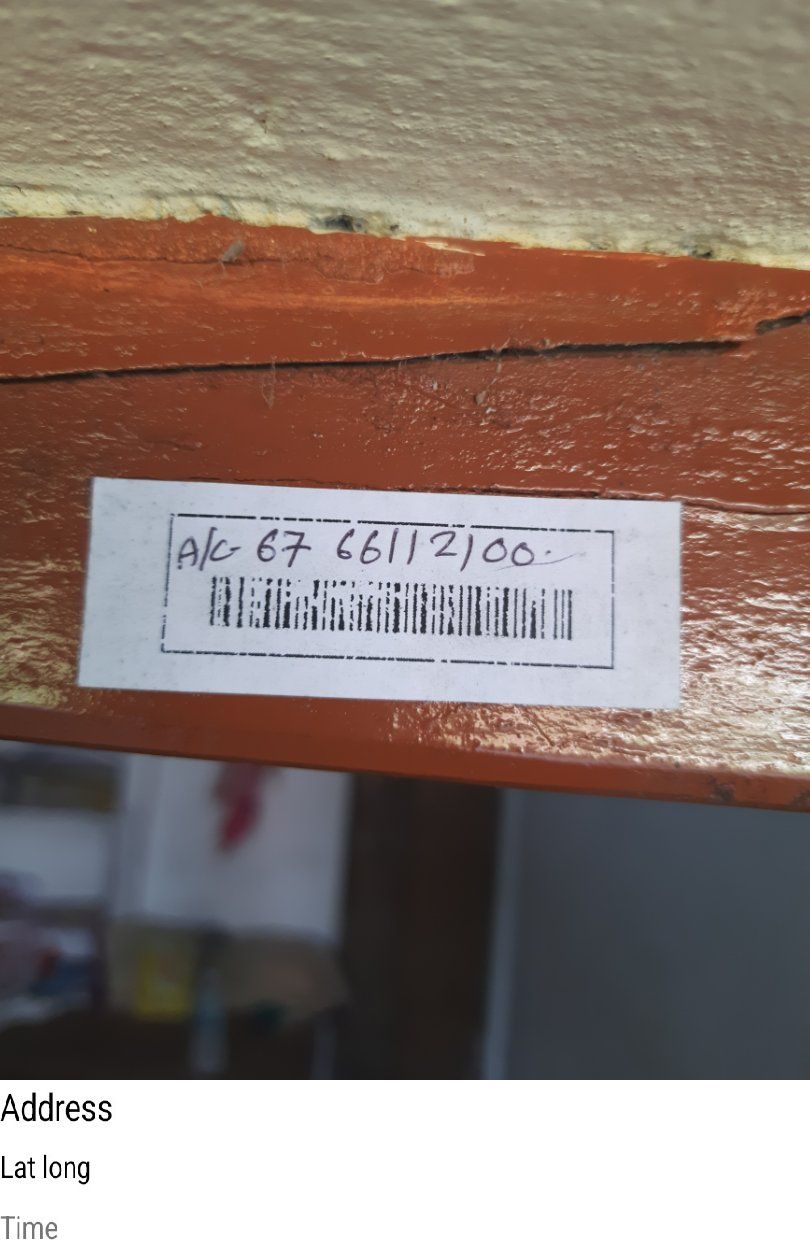 A/C 67 66112100.
Address
Lat long
Time